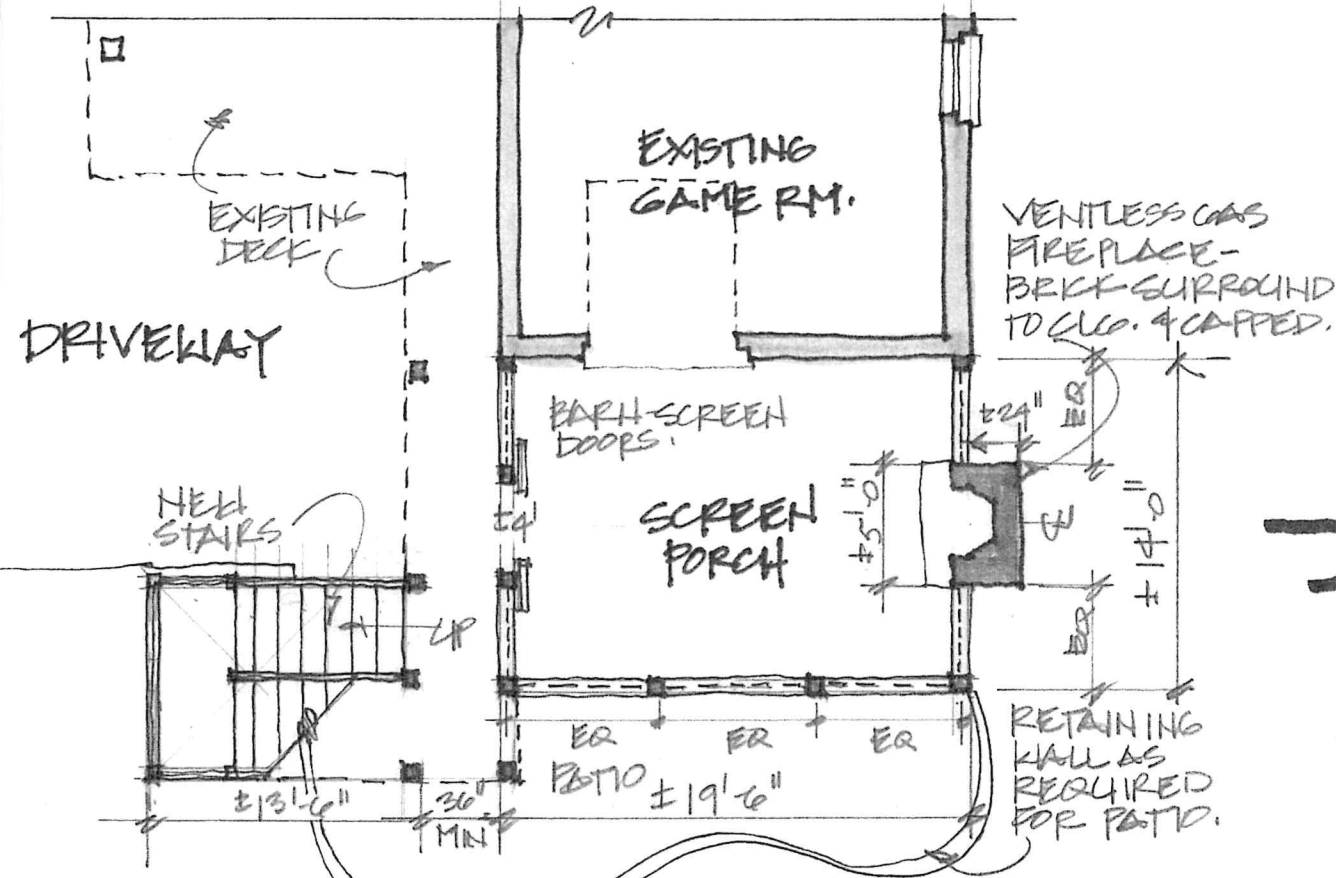 EXISTING
GAME RM.
EXISTING
DECK
DRIVEWAY
VENTLESS GAS
FIREPLACE-
BRICK SURROUND
TO CLG. & CAPPED.
BARN-SCREEN
DOORS.
±24"
EQ
NEW
STAIRS
±4'
SCREEN
PORCH
±5'-0"
℄
±14'-0"
UP
EQ
EQ
EQ
EQ
PATIO
±13'-6"
36"
MIN
±19'-6"
RETAINING
WALL AS
REQUIRED
FOR PATIO.